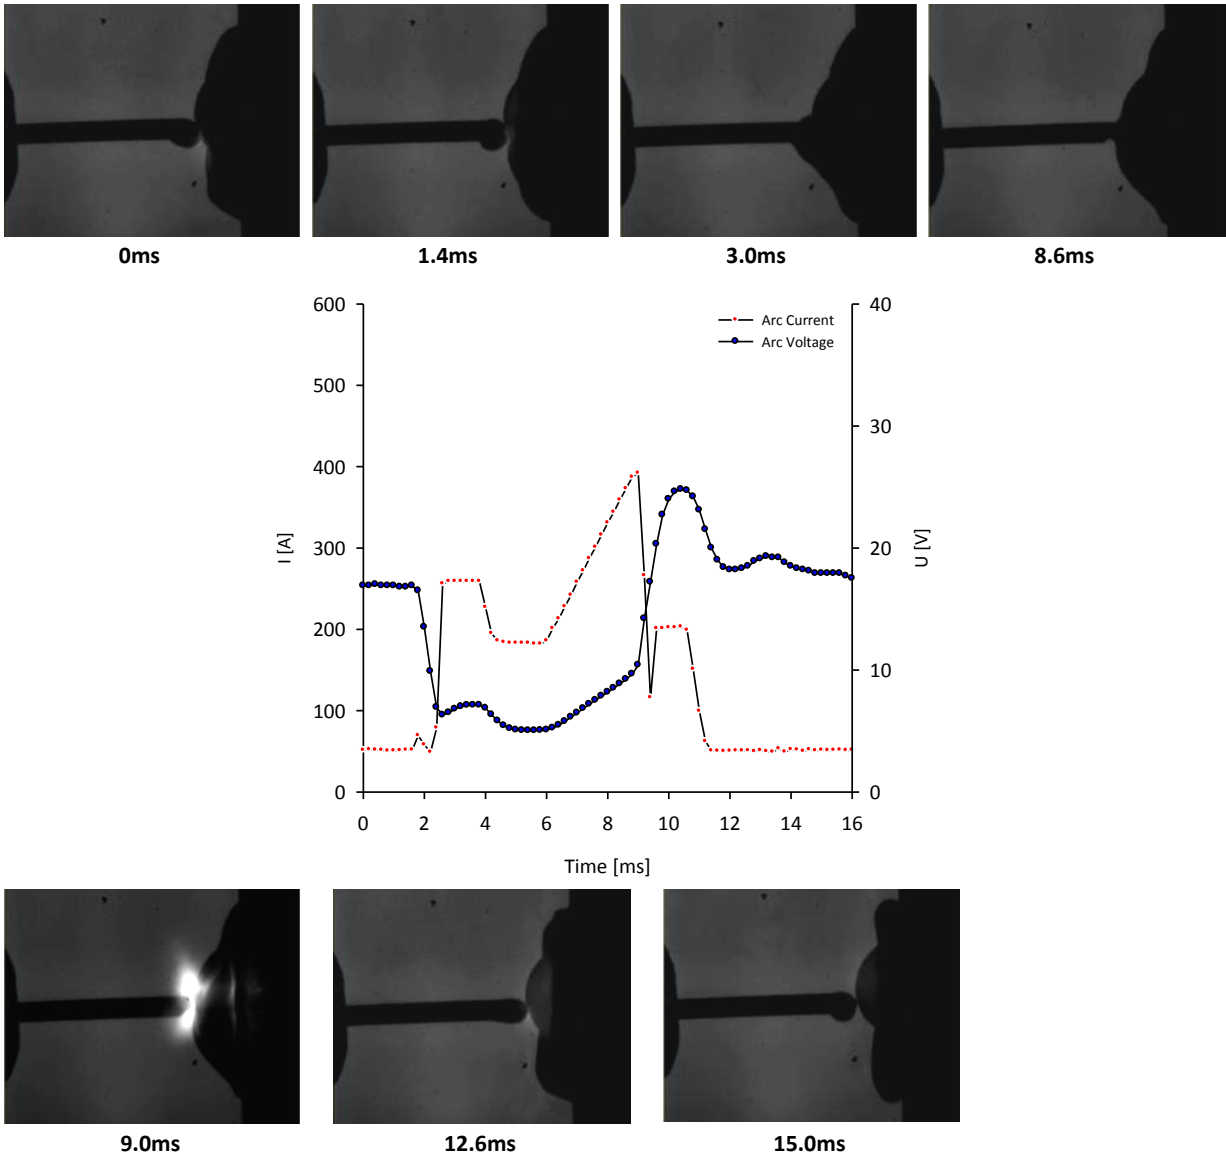 0ms
1.4ms
3.0ms
8.6ms
600
500
400
300
200
100
0
I [A]
40
30
20
10
0
U [V]
Arc Current
Arc Voltage
0 2 4 6 8 10 12 14 16
Time [ms]
9.0ms
12.6ms
15.0ms